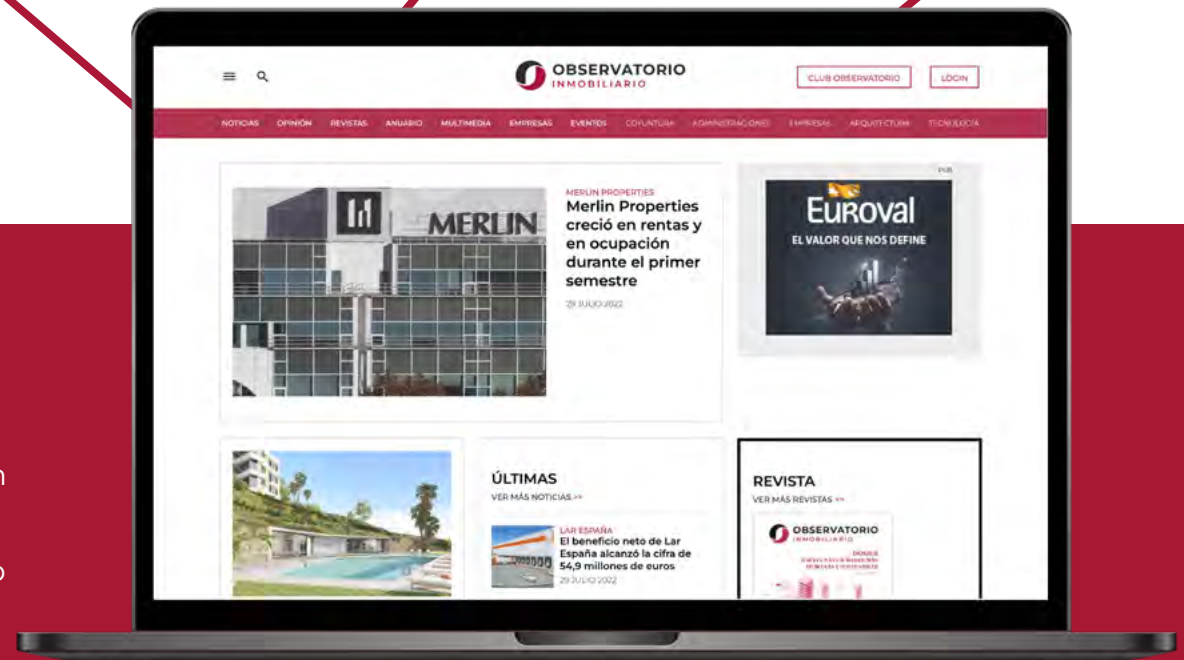 OBSERVATORIO
INMOBILIARIO
CLUB OBSERVATORIO
LOGIN
NOTICIAS OPINIÓN REVISTAS ANUARIO MULTIMEDIA EMPRESAS EVENTOS COYUNTURA ADMINISTRACIONES EMPRESAS ARQUITECTURA TECNOLOGÍA
MERLIN
MERLIN PROPERTIES
Merlin Properties
creció en rentas y
en ocupación
durante el primer
semestre
29 JULIO 2022
PUB
Euroval
EL VALOR QUE NOS DEFINE
ÚLTIMAS
VER MÁS NOTICIAS >>
LAR ESPAÑA
El beneficio neto de Lar
España alcanzó la cifra de
54,9 millones de euros
29 JULIO 2022
REVISTA
VER MÁS REVISTAS >>
OBSERVATORIO
INMOBILIARIO